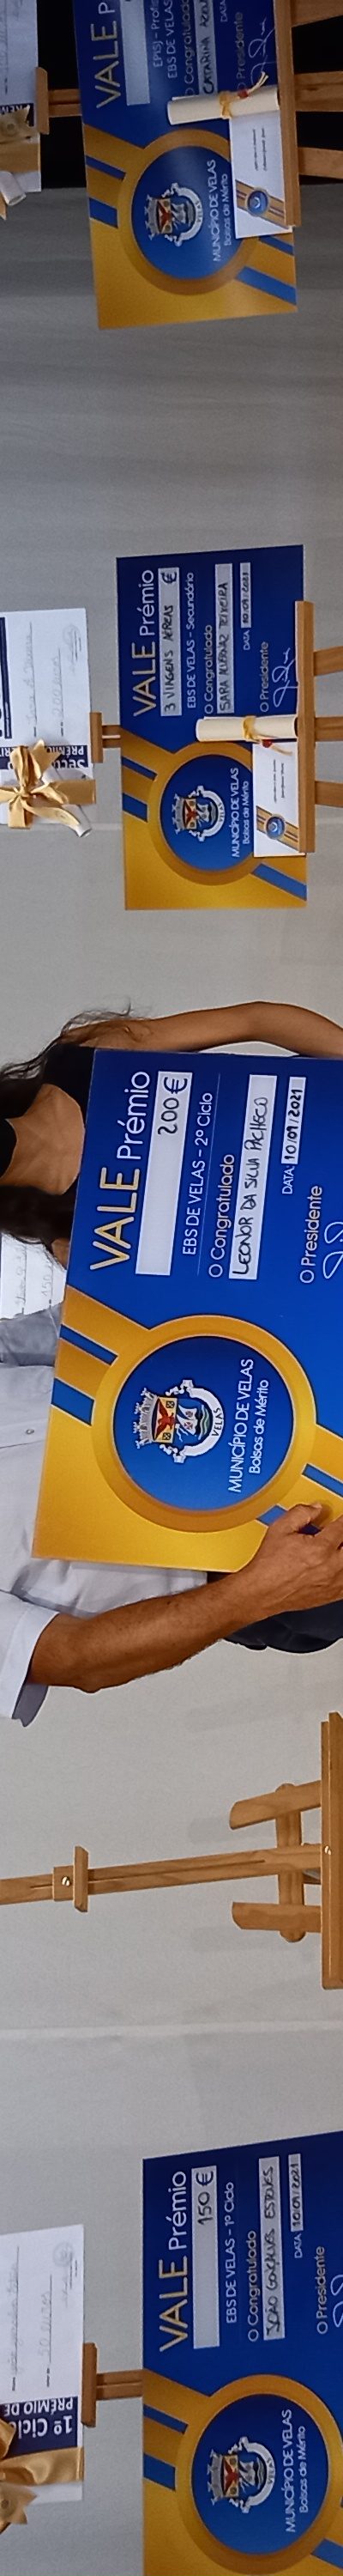 1º Ciclo
PRÉMIO DE
VALE Prémio
150 €
EBS DE VELAS – 1º Ciclo
O Congratulado
JOÃO GONÇALVES ESTEVES
DATA: 10/09/2021
O Presidente
MUNICÍPIO DE VELAS
Bolsas de Mérito
VALE Prémio
200 €
EBS DE VELAS – 2º Ciclo
O Congratulado
LEONOR DA SILVA PACHECO
DATA: 10/09/2021
O Presidente
MUNICÍPIO DE VELAS
Bolsas de Mérito
VALE Prémio
3 VIAGENS AÉREAS €
EBS DE VELAS – Secundário
O Congratulado
SARA TEIXEIRA
DATA 10/09/2021
O Presidente
MUNICÍPIO DE VELAS
Bolsas de Mérito
VALE P
EPISJ – Profi
EBS DE VELAS
O Congratulado
CATARINA
DATA
O Presidente
MUNICÍPIO DE VELAS
Bolsas de Mérito